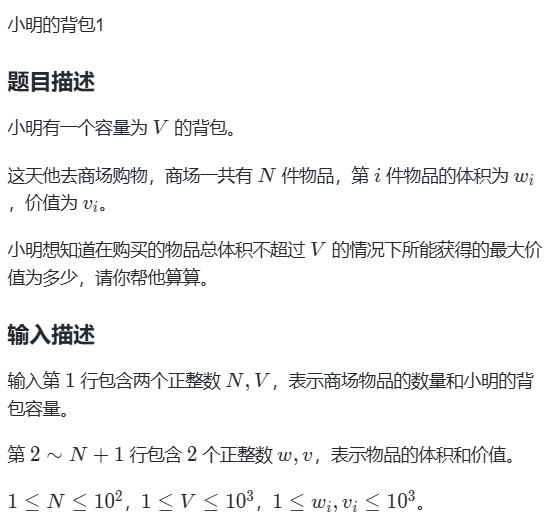 小明的背包1
题目描述
小明有一个容量为 V 的背包。
这天他去商场购物，商场一共有 N 件物品，第 i 件物品的体积为 w_i
，价值为 v_i。
小明想知道在购买的物品总体积不超过 V 的情况下所能获得的最大价
值为多少，请你帮他算算。
输入描述
输入第 1 行包含两个正整数 N, V，表示商场物品的数量和小明的背
包容量。
第 2 ∼ N + 1 行包含 2 个正整数 w, v，表示物品的体积和价值。
1 ≤ N ≤ 10^2，1 ≤ V ≤ 10^3，1 ≤ w_i, v_i ≤ 10^3。